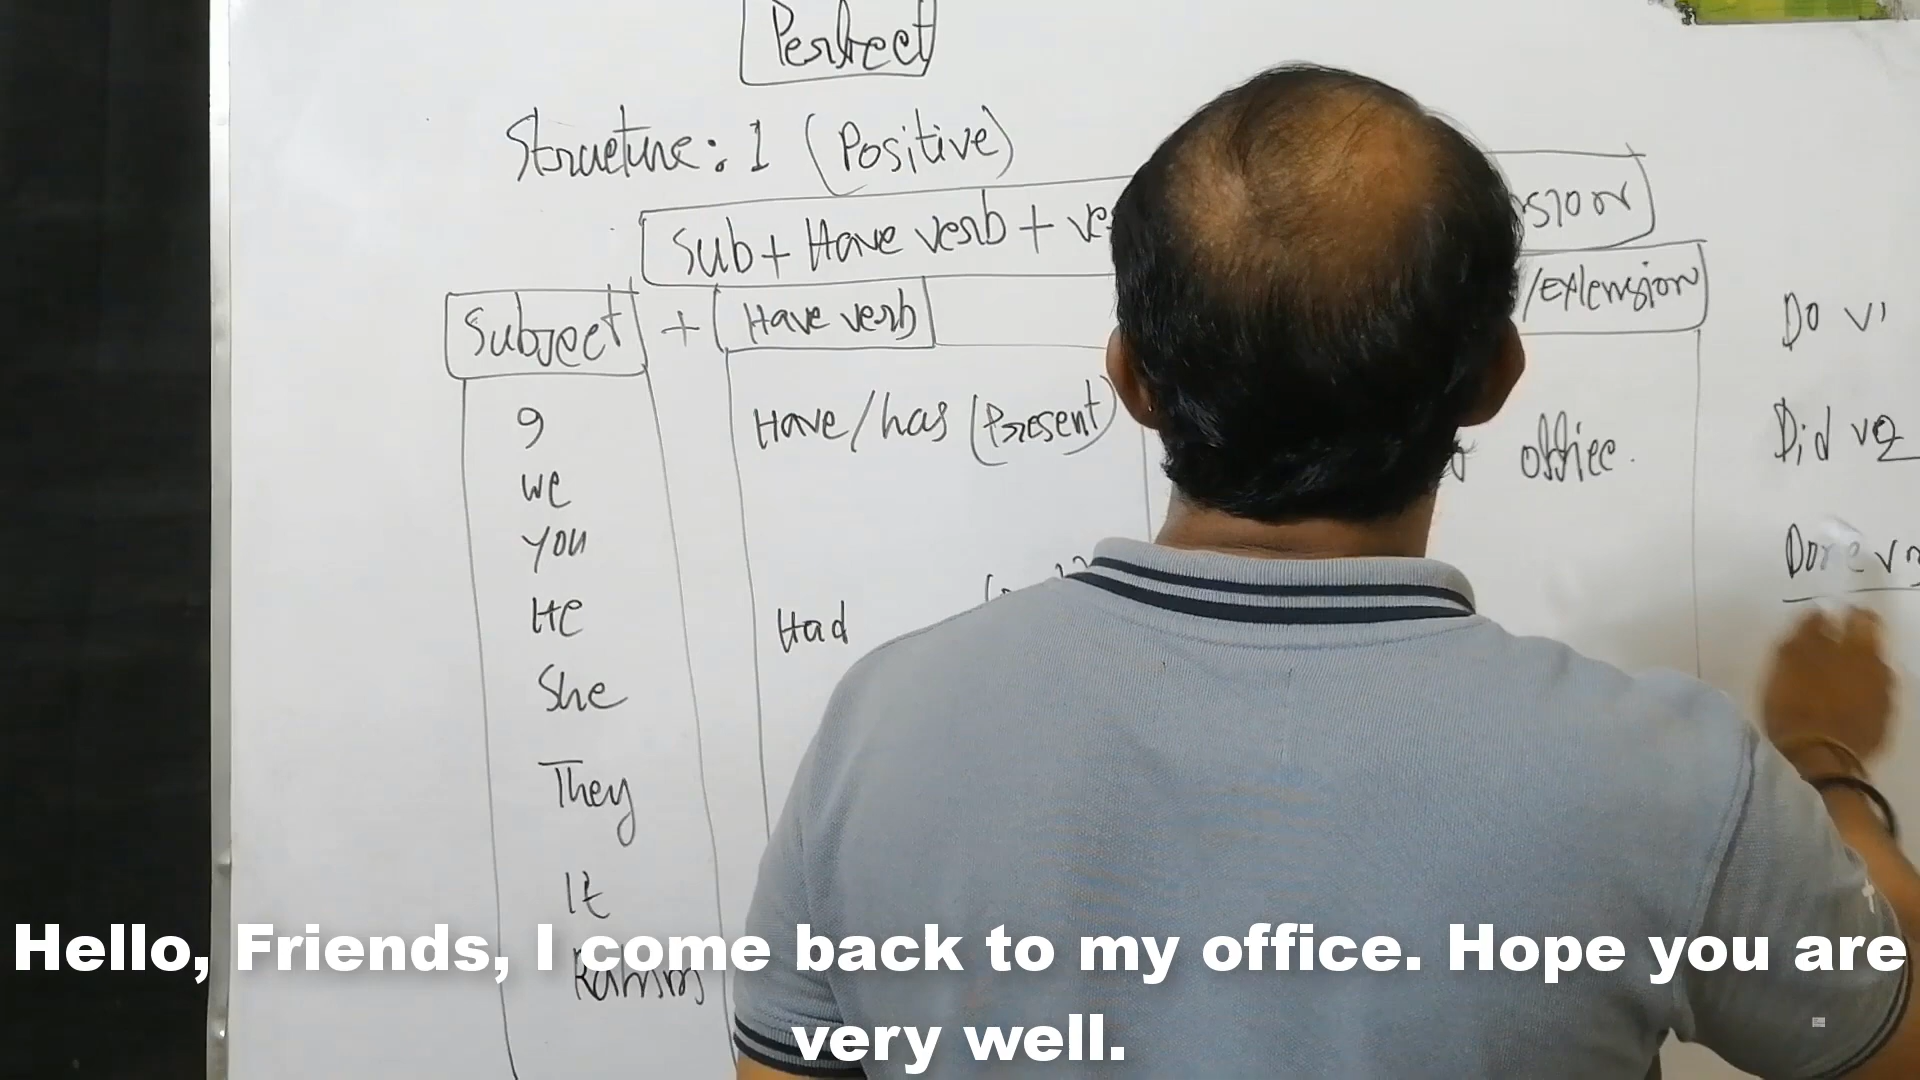 Perfect
Structure: 1 (Positive)
Sub + Have verb + ve
Subject + Have verb /extension
I Have/has (Present) office.
we
you
He Had
She
They
It
Rahim
Do v1
Did v2
Done v3
Hello, Friends, I come back to my office. Hope you are
very well.